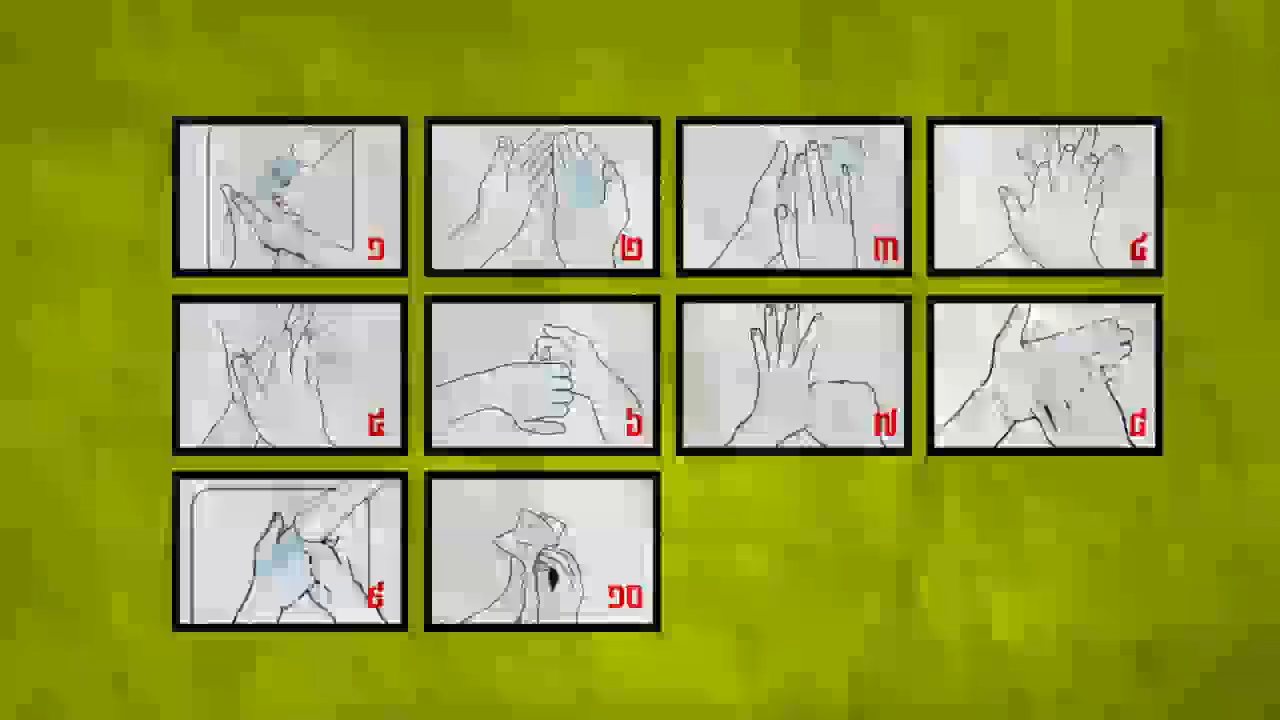 ๑ ๒ ๓ ๔
๕ ๖ ๗ ๘
๙ ๑๐